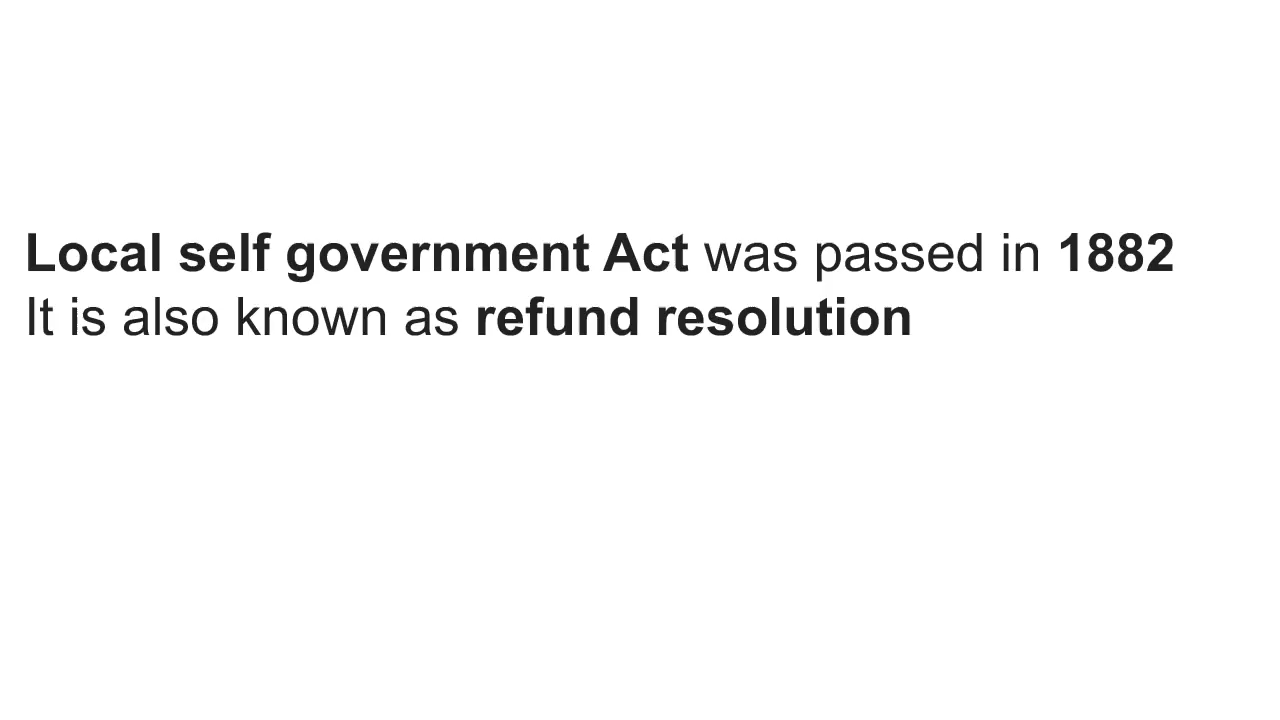 Local self government Act was passed in 1882
It is also known as refund resolution